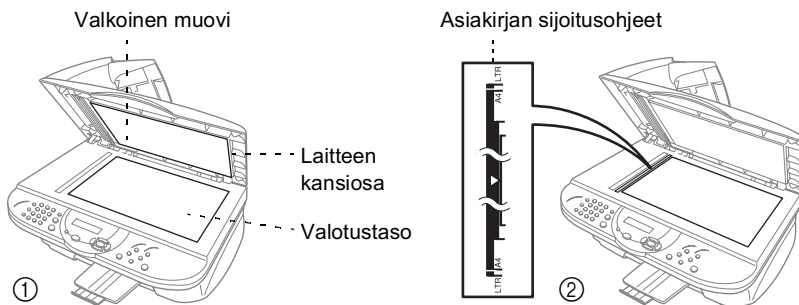 Valkoinen muovi
Laitteen
kansiosa
Valotustaso
①
Asiakirjan sijoitusohjeet
LTR
A4
A4
LTR
②